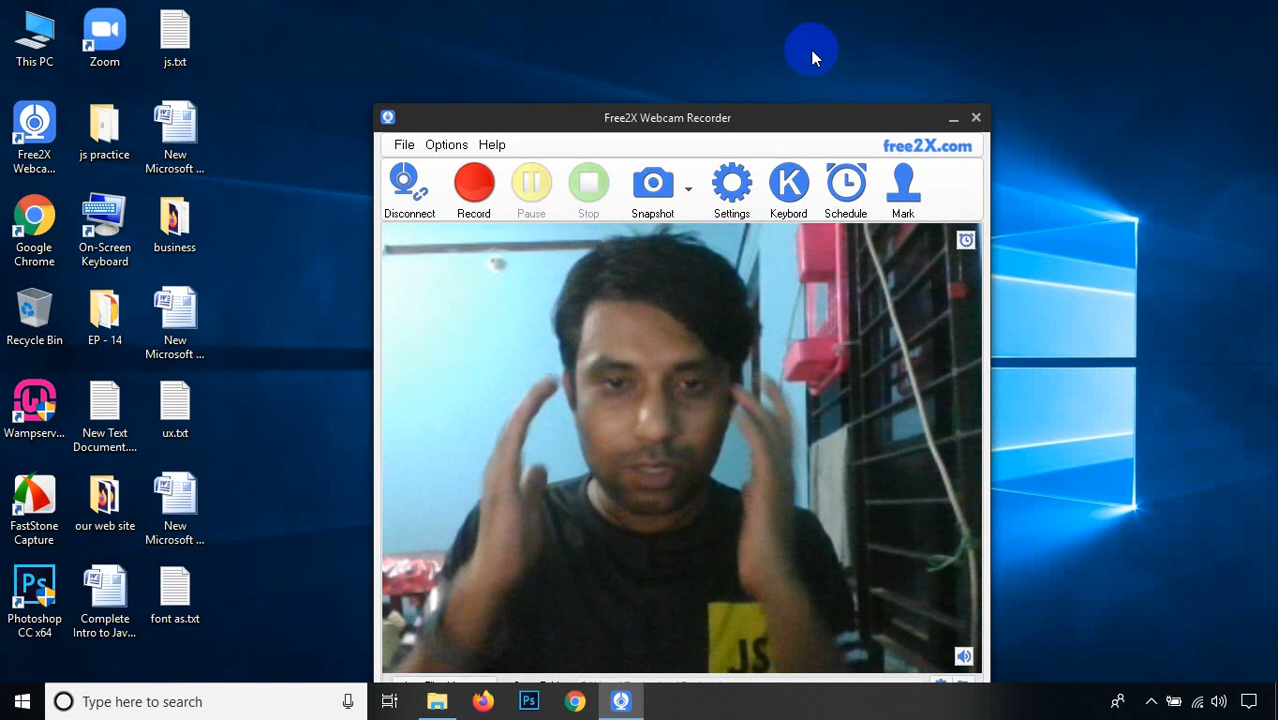 This PC
Zoom
js.txt
Free2X
Webca...
js practice
New
Microsoft ...
Google
Chrome
On-Screen
Keyboard
business
Recycle Bin
EP - 14
New
Microsoft ...
Wampserv...
New Text
Document....
ux.txt
FastStone
Capture
our web site
New
Microsoft ...
Ps
Photoshop
CC x64
Complete
Intro to Jav...
font as.txt
Free2X Webcam Recorder
File Options Help
free2X.com
K
Disconnect Record Pause Stop Snapshot Settings Keybord Schedule Mark
JS
Type here to search
Ps